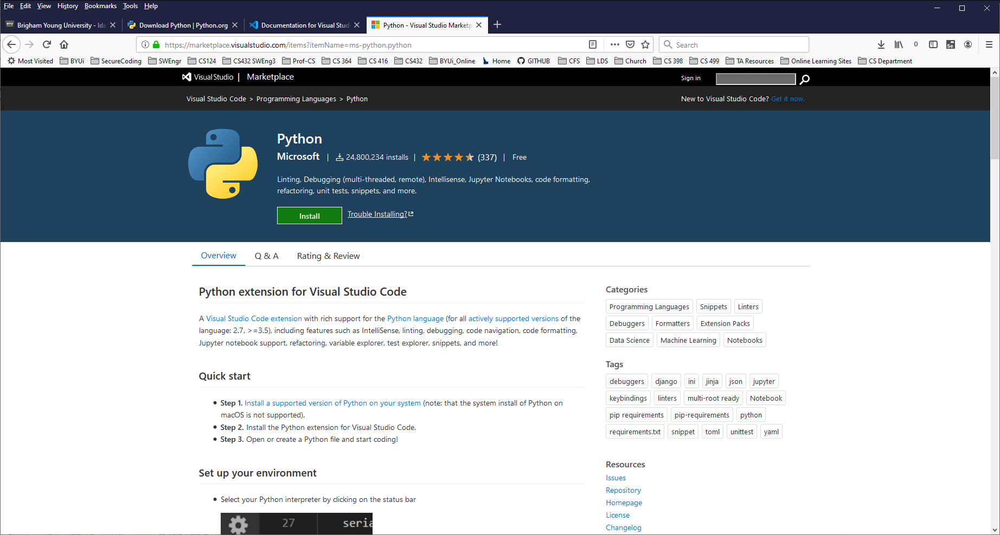 File Edit View History Bookmarks Tools Help
Brigham Young University - Ida
Download Python | Python.org
Documentation for Visual Studi
Python - Visual Studio Marketp
https://marketplace.visualstudio.com/items?itemName=ms-python.python
Search
0
Se
Most Visited BYUi SecureCoding SWEngr CS124 CS432 SWEng3 Prof-CS CS 364 CS 416 CS432 BYUi_Online Home GITHUB CFS LDS Church CS 398 CS 499 TA Resources Online Learning Sites CS Department
Visual Studio | Marketplace
Sign in
Visual Studio Code > Programming Languages > Python
New to Visual Studio Code? Get it now.
Python
Microsoft | 24,800,234 installs | (337) | Free
Linting, Debugging (multi-threaded, remote), Intellisense, Jupyter Notebooks, code formatting,
refactoring, unit tests, snippets, and more.
Install
Trouble Installing?
Overview Q & A Rating & Review
Python extension for Visual Studio Code
A Visual Studio Code extension with rich support for the Python language (for all actively supported versions of the
language: 2.7, >=3.5), including features such as IntelliSense, linting, debugging, code navigation, code formatting,
Jupyter notebook support, refactoring, variable explorer, test explorer, snippets, and more!
Quick start
• Step 1. Install a supported version of Python on your system (note: that the system install of Python on
macOS is not supported).
• Step 2. Install the Python extension for Visual Studio Code.
• Step 3. Open or create a Python file and start coding!
Set up your environment
• Select your Python interpreter by clicking on the status bar
27 seria
Categories
Programming Languages Snippets Linters
Debuggers Formatters Extension Packs
Data Science Machine Learning Notebooks
Tags
debuggers django ini jinja json jupyter
keybindings linters multi-root ready Notebook
pip requirements pip-requirements python
requirements.txt snippet toml unittest yaml
Resources
Issues
Repository
Homepage
License
Changelog